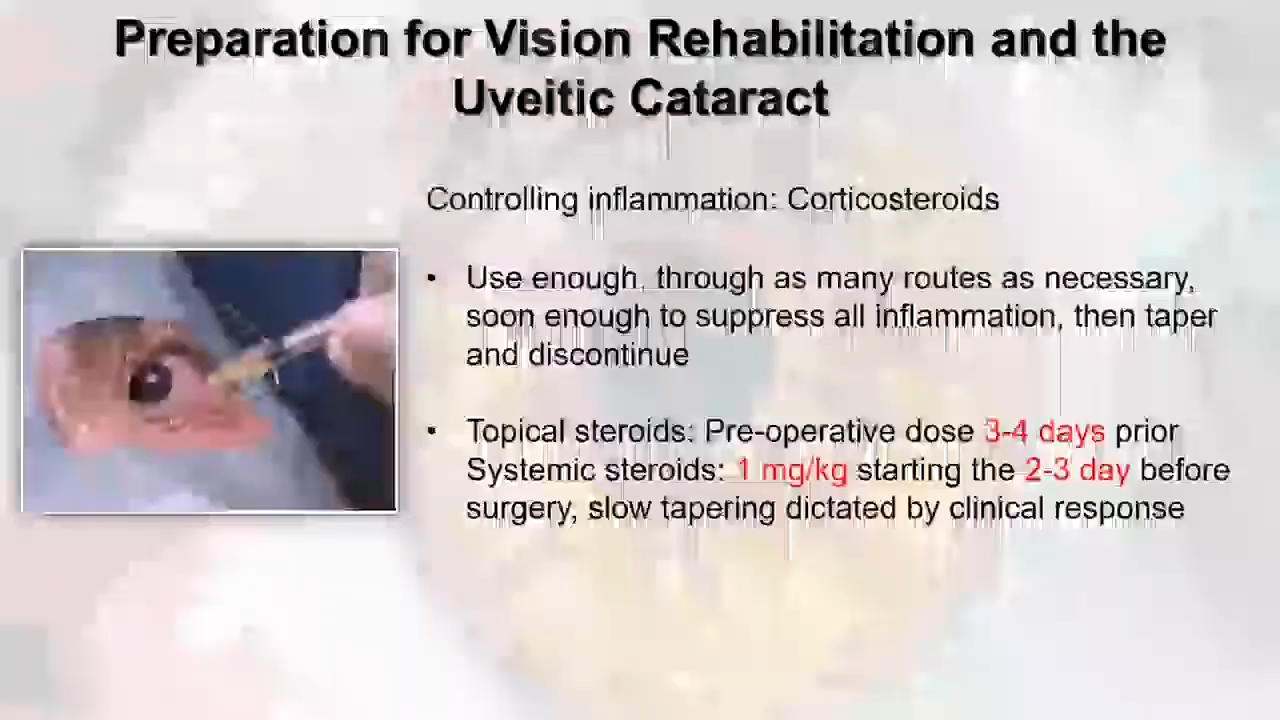 Preparation for Vision Rehabilitation and the
Uveitic Cataract
Controlling inflammation: Corticosteroids
• Use enough, through as many routes as necessary,
soon enough to suppress all inflammation, then taper
and discontinue
• Topical steroids: Pre-operative dose 3-4 days prior
Systemic steroids: 1 mg/kg starting the 2-3 day before
surgery, slow tapering dictated by clinical response